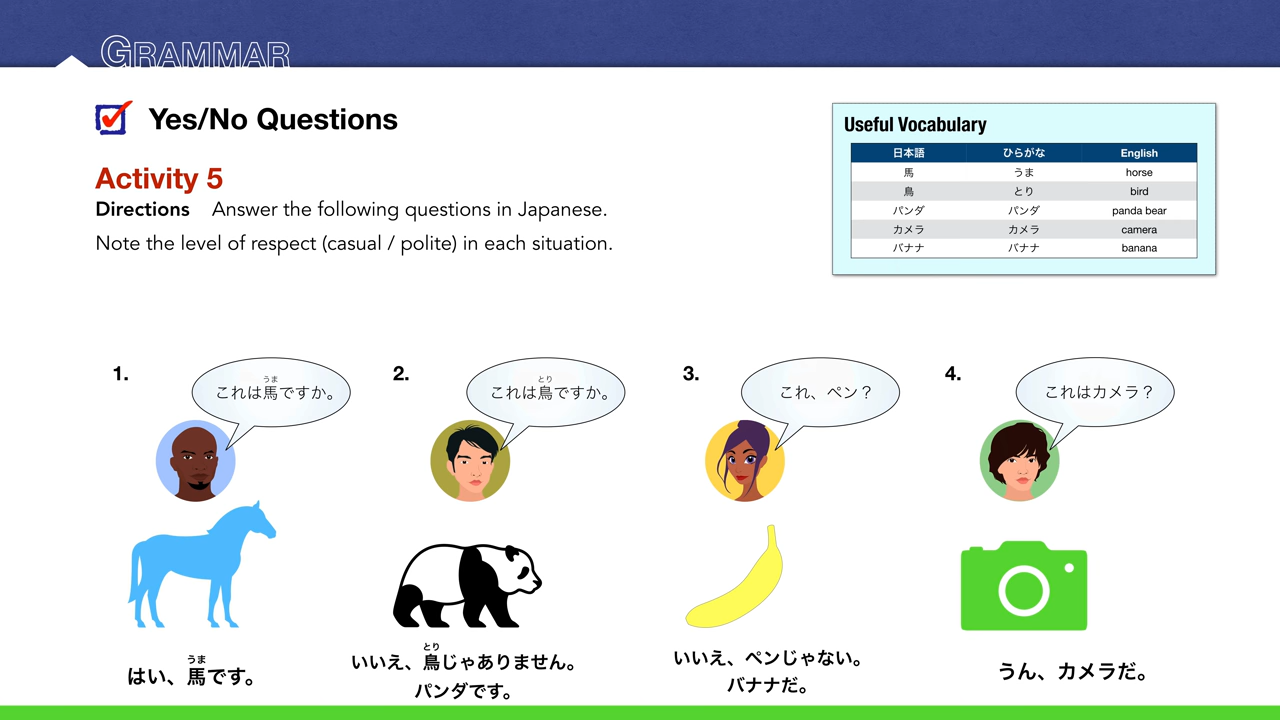 GRAMMAR
Yes/No Questions
Activity 5
Directions Answer the following questions in Japanese.
Note the level of respect (casual / polite) in each situation.
Useful Vocabulary
日本語 ひらがな English
馬 うま horse
鳥 とり bird
パンダ パンダ panda bear
カメラ カメラ camera
バナナ バナナ banana
1.
うま
これは馬ですか。
はい、馬です。
うま
2.
とり
これは鳥ですか。
とり
いいえ、鳥じゃありません。
パンダです。
3.
これ、ペン？
いいえ、ペンじゃない。
バナナだ。
4.
これはカメラ？
うん、カメラだ。